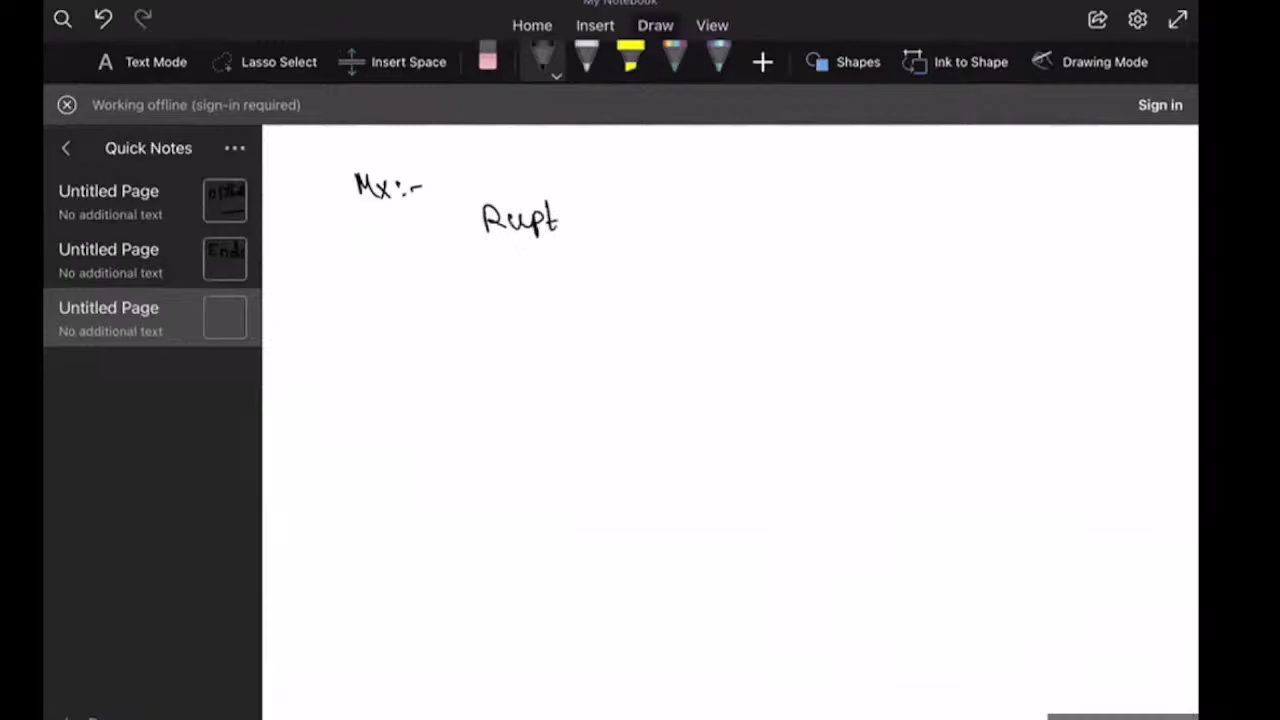 My Notebook
Home Insert Draw View
Text Mode Lasso Select Insert Space Shapes Ink to Shape Drawing Mode
Working offline (sign-in required) Sign in
Quick Notes
Untitled Page
No additional text
Untitled Page
No additional text
Untitled Page
No additional text
Mx:-
Rupt